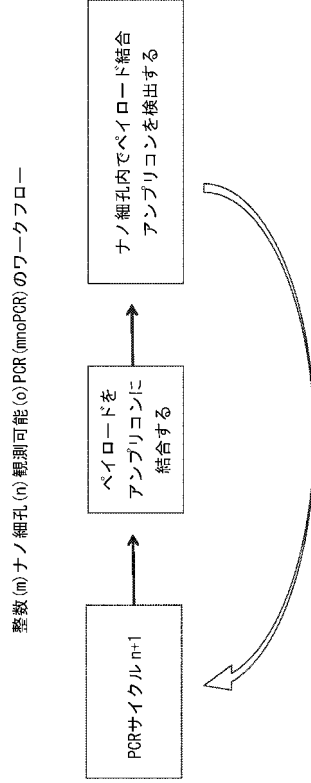 整数(m)ナノ細孔(n)観測可能(o)PCR(mnoPCR)のワークフロー
PCRサイクル n+1
ペイロードを
アンプリコンに
結合する
ナノ細孔内でペイロード結合
アンプリコンを検出する